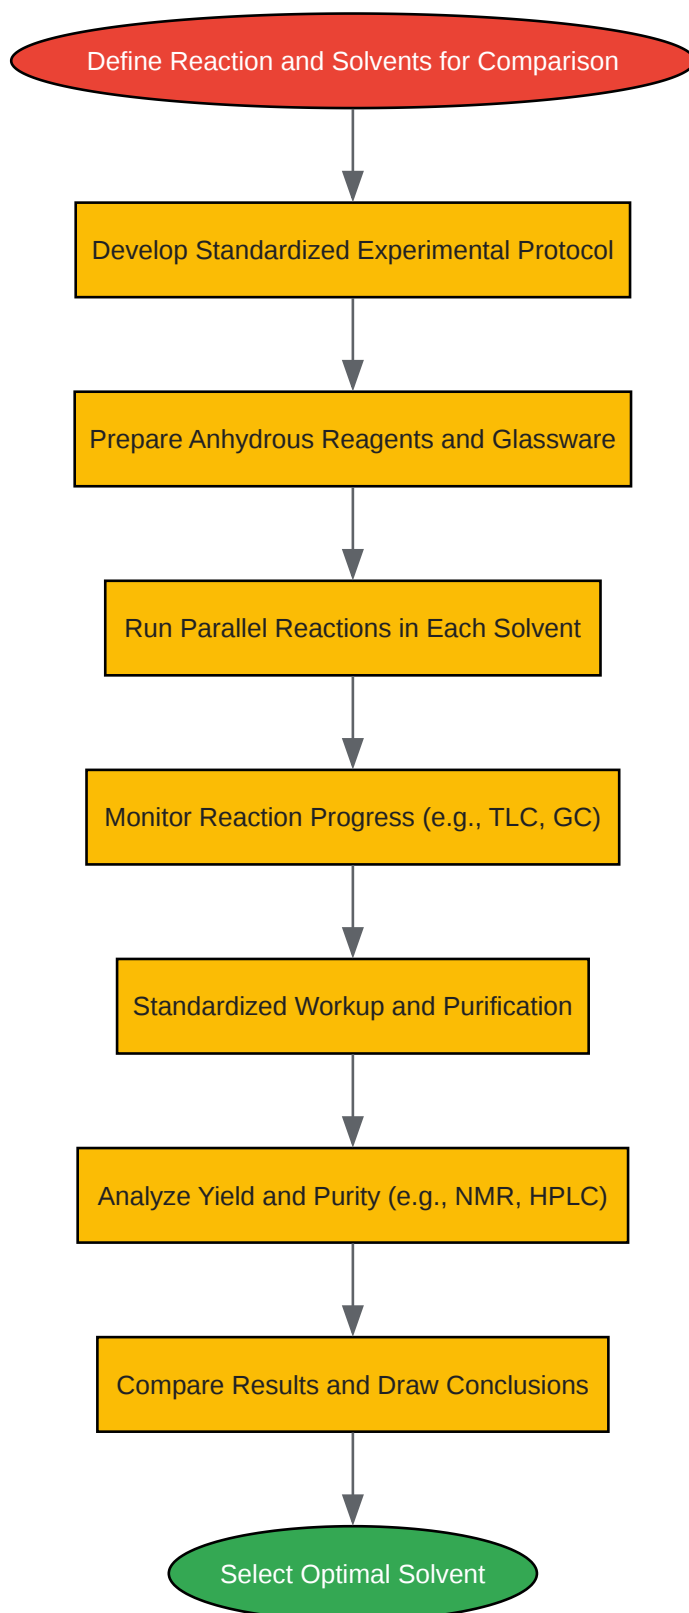 Define Reaction and Solvents for Comparison
Develop Standardized Experimental Protocol
Prepare Anhydrous Reagents and Glassware
Run Parallel Reactions in Each Solvent
Monitor Reaction Progress (e.g., TLC, GC)
Standardized Workup and Purification
Analyze Yield and Purity (e.g., NMR, HPLC)
Compare Results and Draw Conclusions
Select Optimal Solvent